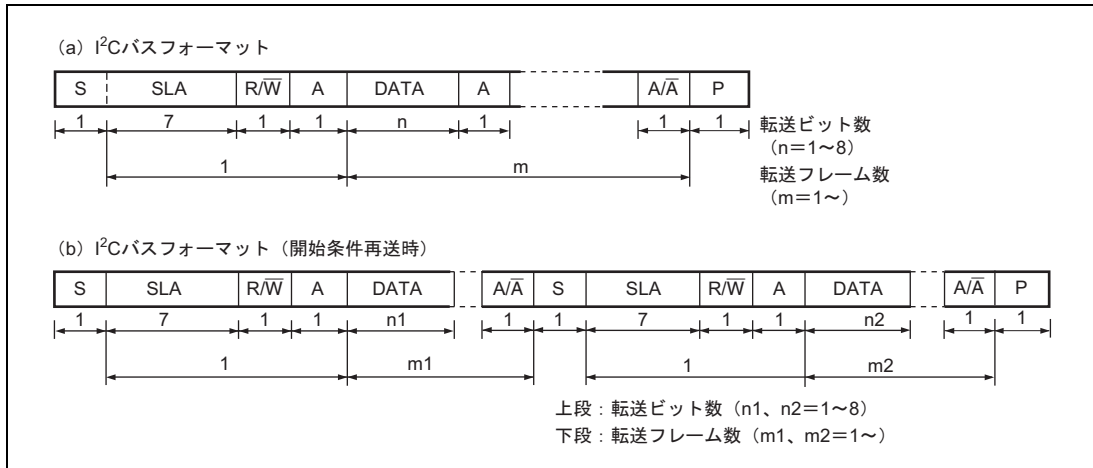 (a) I²Cバスフォーマット
S SLA R/W̅ A DATA A A/A̅ P
1 7 1 1 n 1 1 1 転送ビット数
(n=1~8)
1 m 転送フレーム数
(m=1~)
(b) I²Cバスフォーマット(開始条件再送時)
S SLA R/W̅ A DATA A/A̅ S SLA R/W̅ A DATA A/A̅ P
1 7 1 1 n1 1 1 7 1 1 n2 1 1
1 m1 1 m2
上段:転送ビット数(n1、n2=1~8)
下段:転送フレーム数(m1、m2=1~)